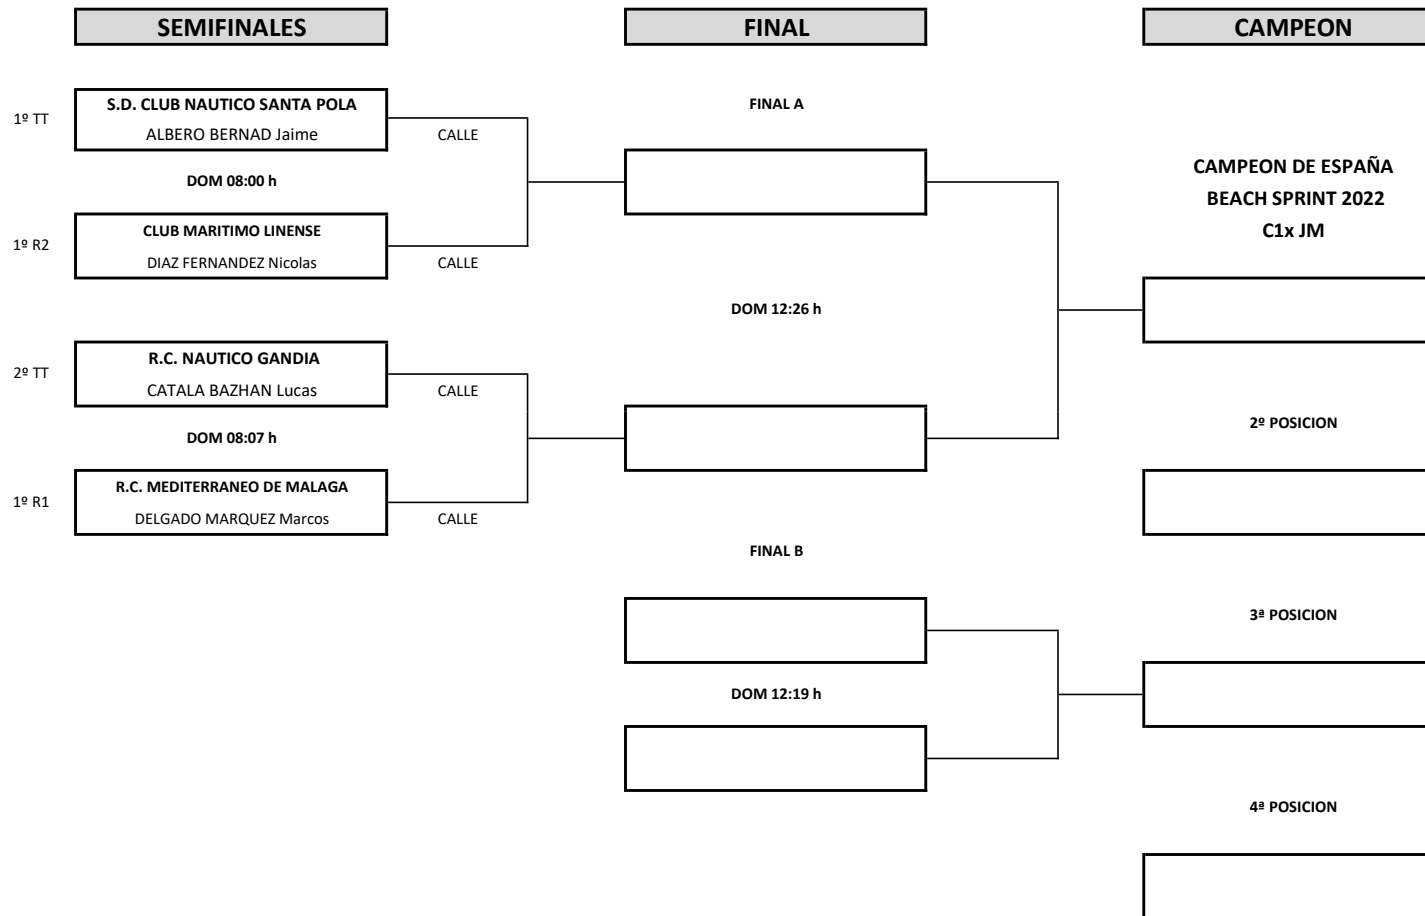 SEMIFINALES
FINAL
CAMPEON
1º TT
S.D. CLUB NAUTICO SANTA POLA
ALBERO BERNAD Jaime
CALLE
DOM 08:00 h
1º R2
CLUB MARITIMO LINENSE
DIAZ FERNANDEZ Nicolas
CALLE
2º TT
R.C. NAUTICO GANDIA
CATALA BAZHAN Lucas
CALLE
DOM 08:07 h
1º R1
R.C. MEDITERRANEO DE MALAGA
DELGADO MARQUEZ Marcos
CALLE
FINAL A
DOM 12:26 h
FINAL B
DOM 12:19 h
CAMPEON DE ESPAÑA
BEACH SPRINT 2022
C1x JM
2º POSICION
3ª POSICION
4ª POSICION